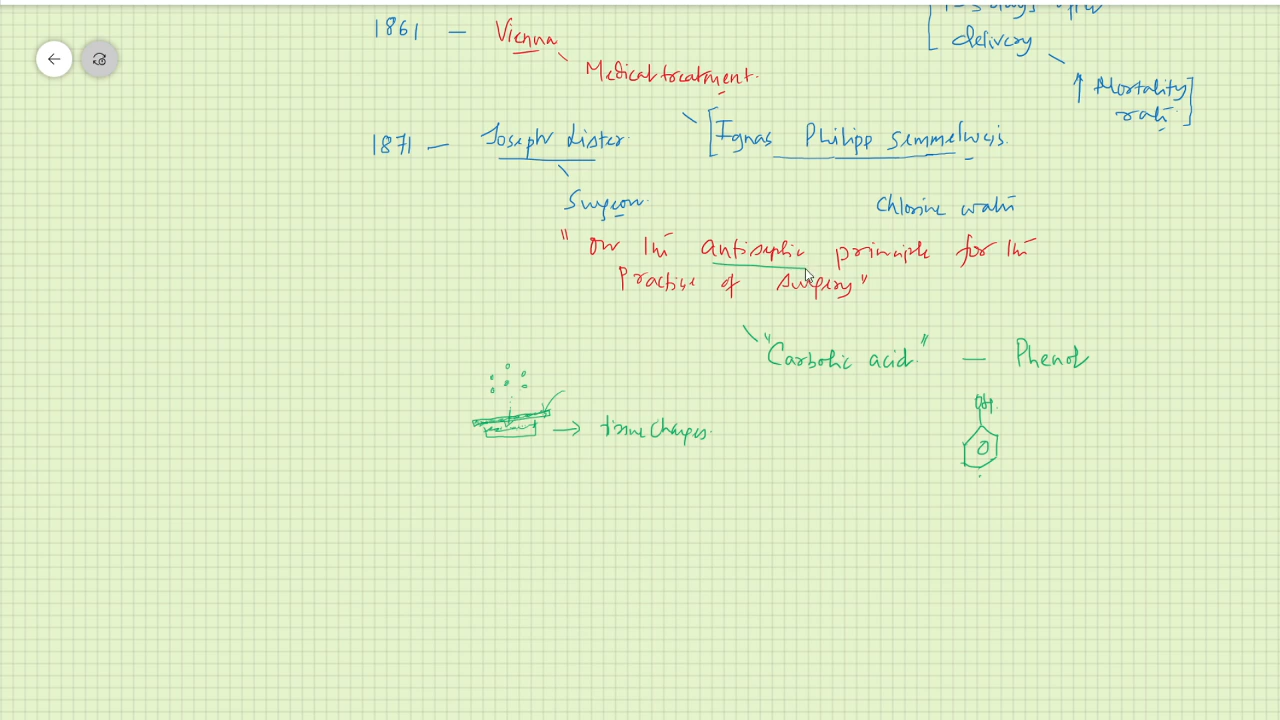 1861 – Vienna
Medical treatment.
delivery
↑ Mortality
rate
[Ignas Philipp Semmelweis.
1871 – Joseph Lister.
Surgeon.
Chlorine water
"On the Antiseptic principle for the
Practise of Surgery"
"Carbolic acid." – Phenol
OH
→ tissue changes.